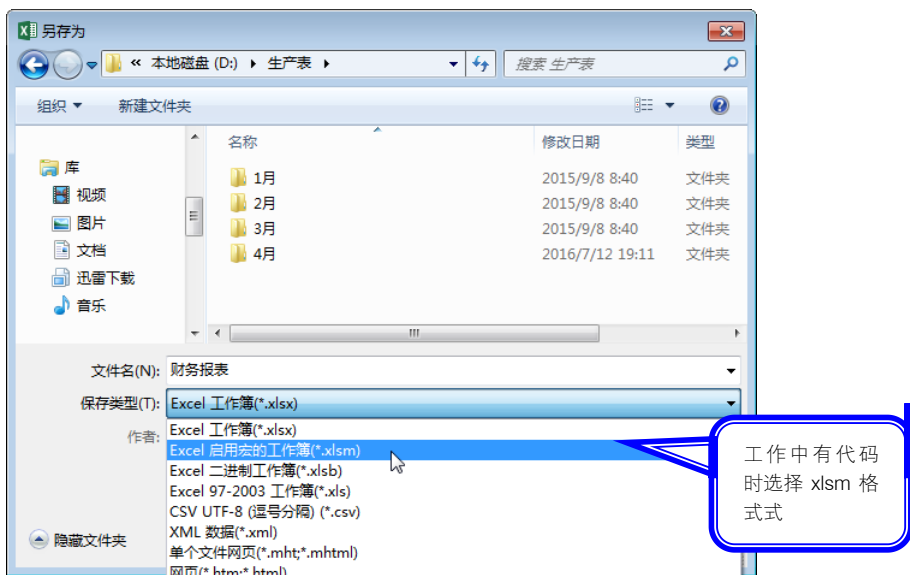 另存为
« 本地磁盘 (D:) 生产表
搜索 生产表
组织 新建文件夹
名称 修改日期 类型
库
视频
图片
文档
迅雷下载
音乐
1月 2015/9/8 8:40 文件夹
2月 2015/9/8 8:40 文件夹
3月 2015/9/8 8:40 文件夹
4月 2016/7/12 19:11 文件夹
文件名(N): 财务报表
保存类型(T): Excel 工作簿(*.xlsx)
作者:
Excel 工作簿(*.xlsx)
Excel 启用宏的工作簿(*.xlsm)
Excel 二进制工作簿(*.xlsb)
Excel 97-2003 工作簿(*.xls)
CSV UTF-8 (逗号分隔) (*.csv)
XML 数据(*.xml)
单个文件网页(*.mht;*.mhtml)
网页(*.htm;*.html)
隐藏文件夹
工作中有代码
时选择 xlsm 格
式式